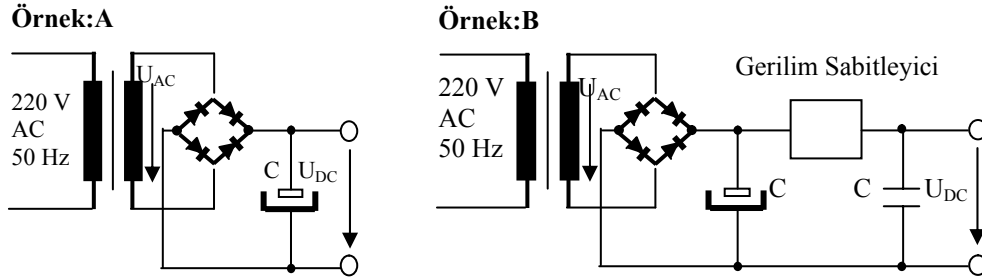 Örnek:A
U_AC
220 V
AC
50 Hz
C U_DC
Örnek:B
Gerilim Sabitleyici
U_AC
220 V
AC
50 Hz
C
C U_DC